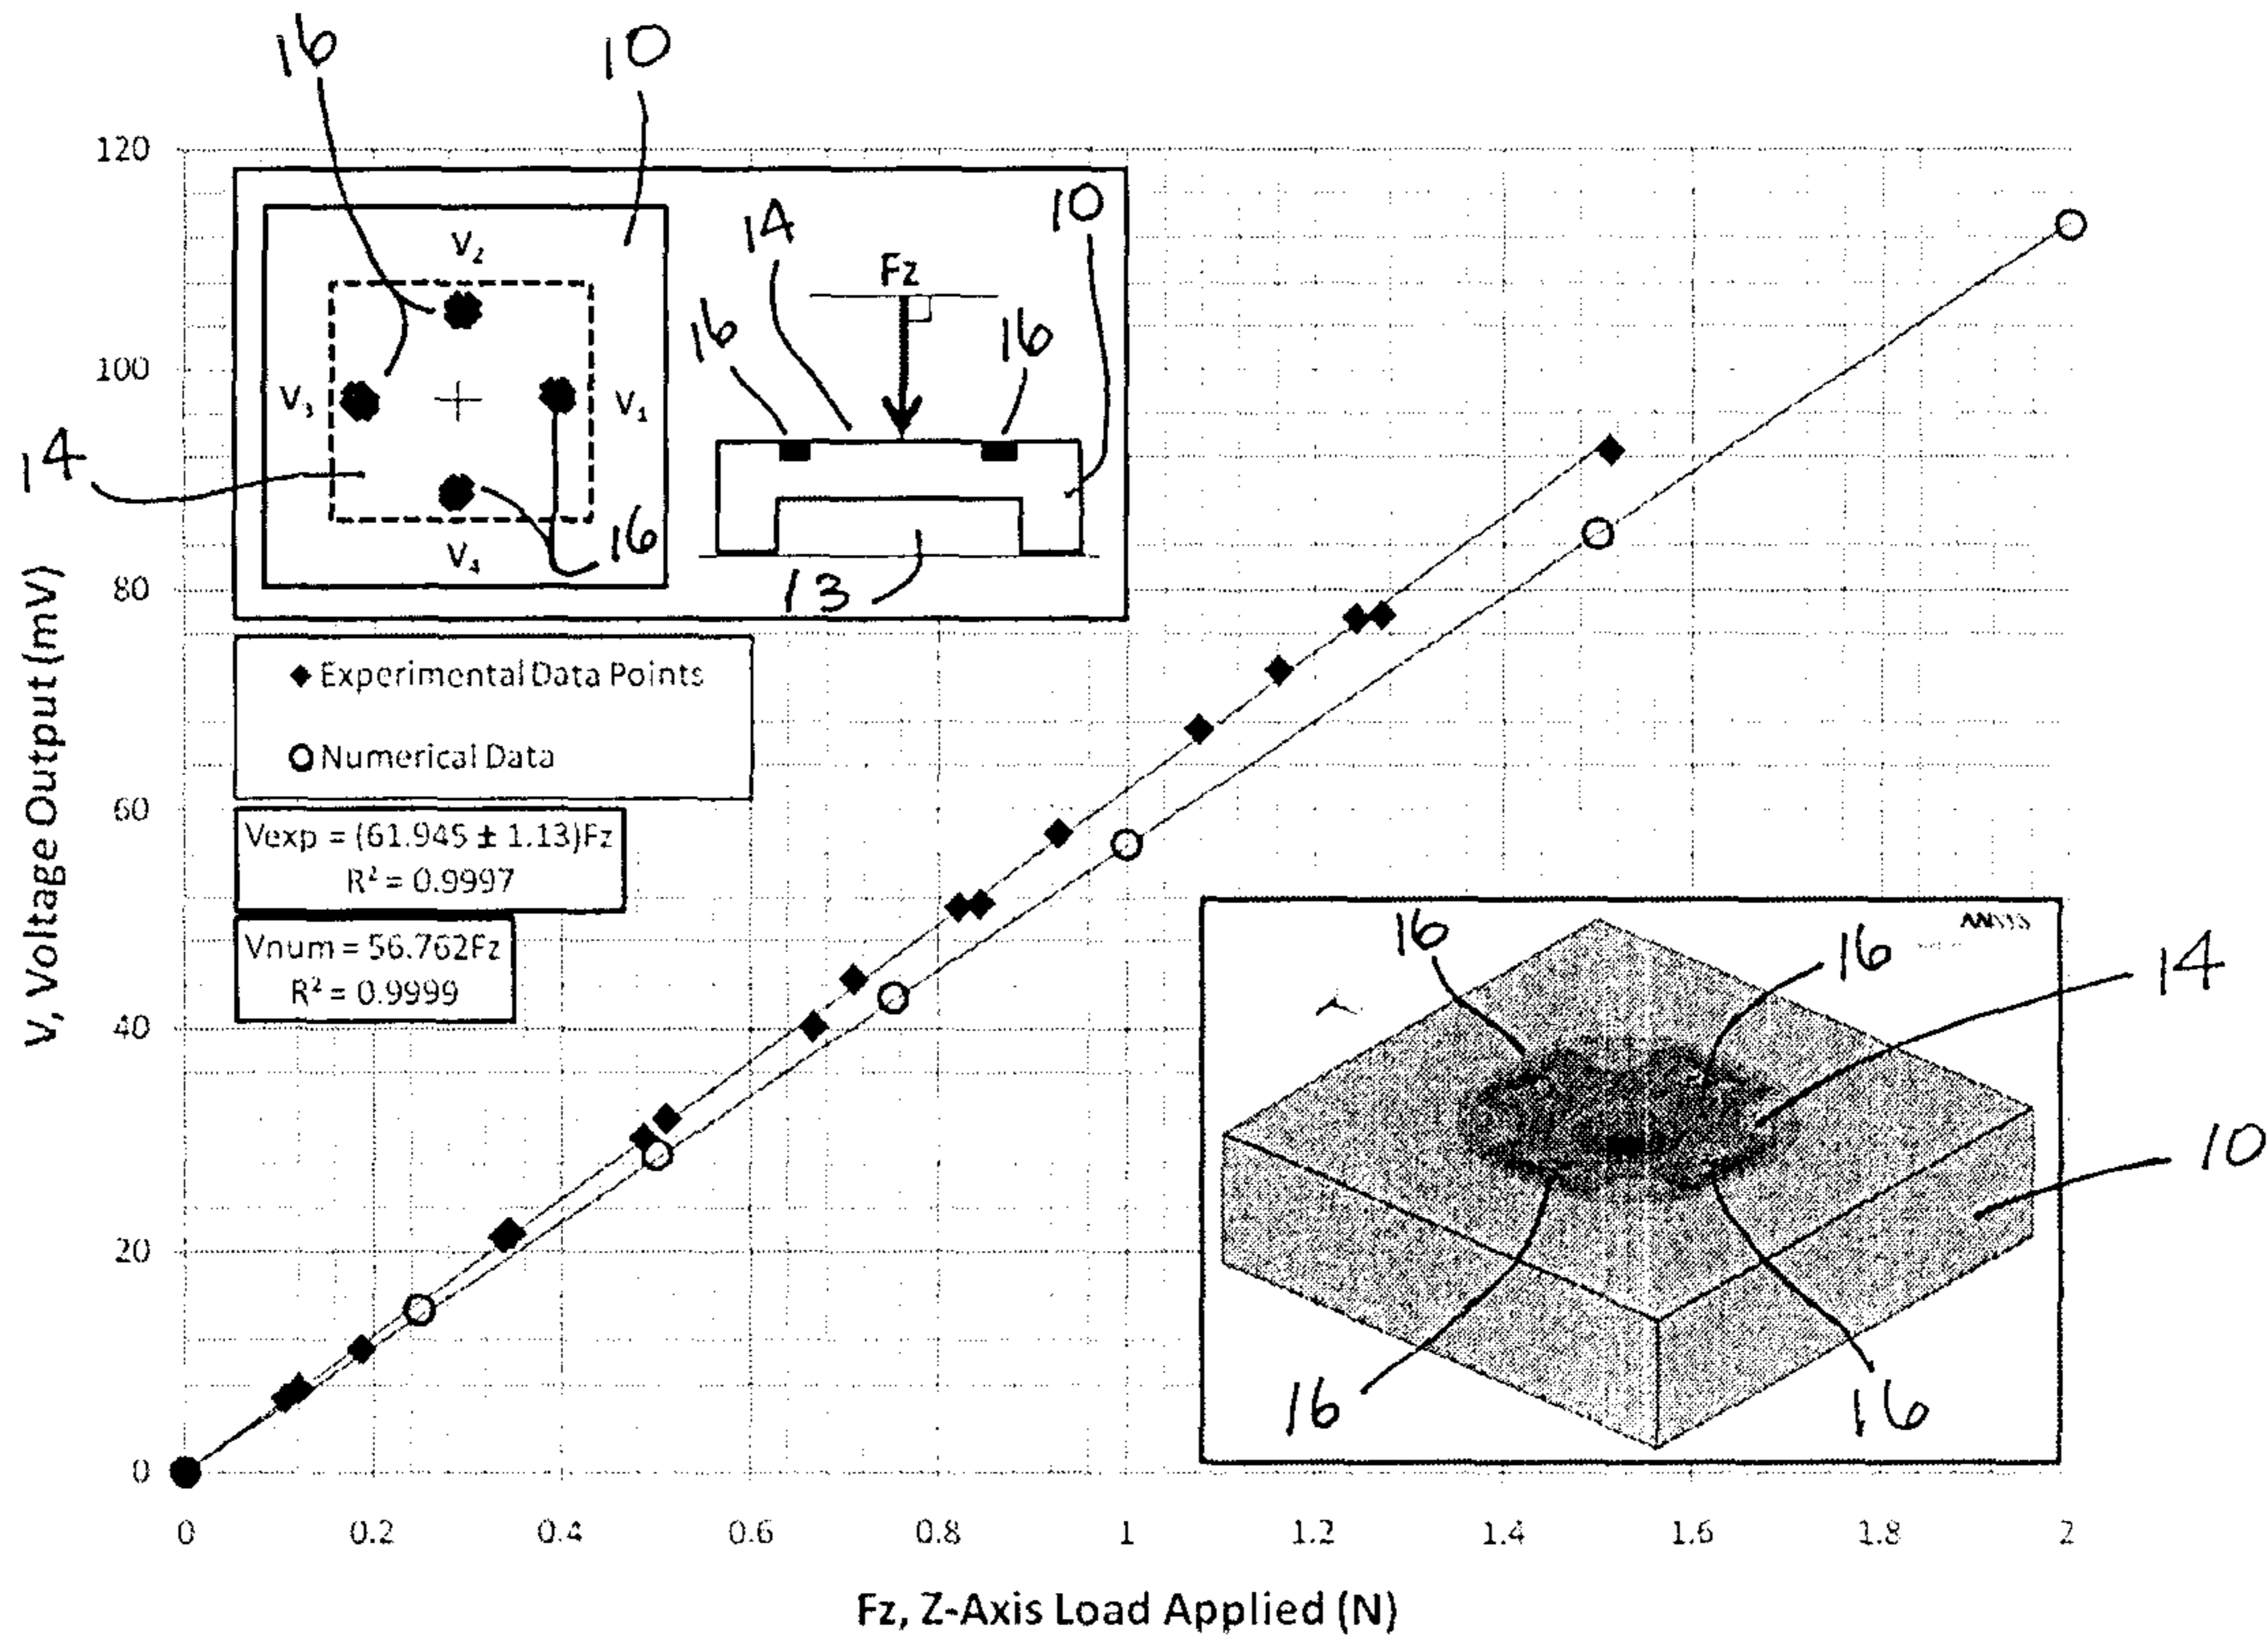 16
10
120
V₂
14
10
Fz
16
16
100
V₃
V₁
14
16
V₄
13
80
Experimental Data Points
Numerical Data
60
Vexp = (61.945 ± 1.13)Fz
R² = 0.9997
Vnum = 56.762Fz
R² = 0.9999
V, Voltage Output (mV)
ANSYS
16
16
14
40
10
20
16
16
0
0 0.2 0.4 0.6 0.8 1 1.2 1.4 1.6 1.8 2
Fz, Z-Axis Load Applied (N)